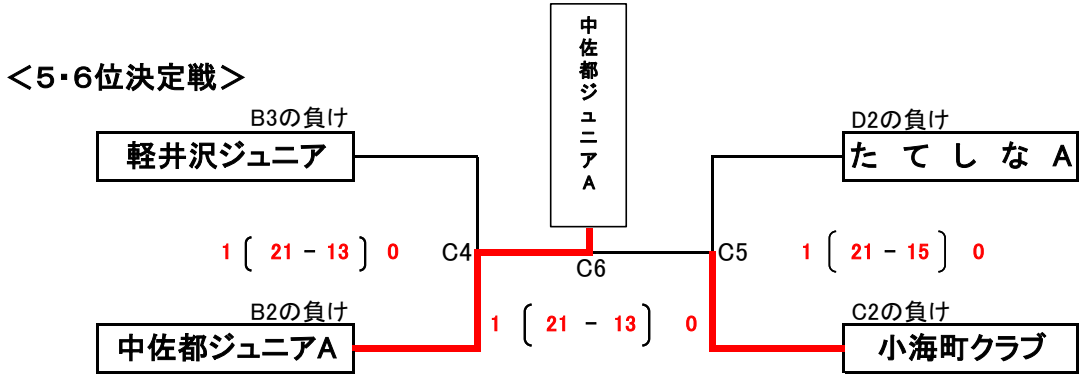 中佐都ジュニアA
＜5・6位決定戦＞
B3の負け
軽井沢ジュニア
D2の負け
たてしなA
1 ( 21 - 13 ) 0
C4
C6
C5
1 ( 21 - 15 ) 0
1 ( 21 - 13 ) 0
B2の負け
中佐都ジュニアA
C2の負け
小海町クラブ